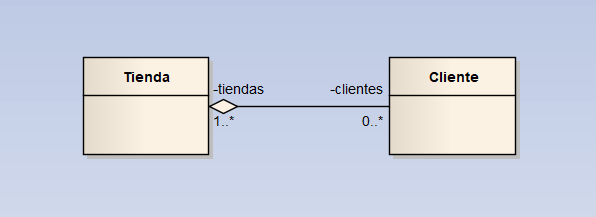 Tienda
Cliente
-tiendas
-clientes
1..*
0..*